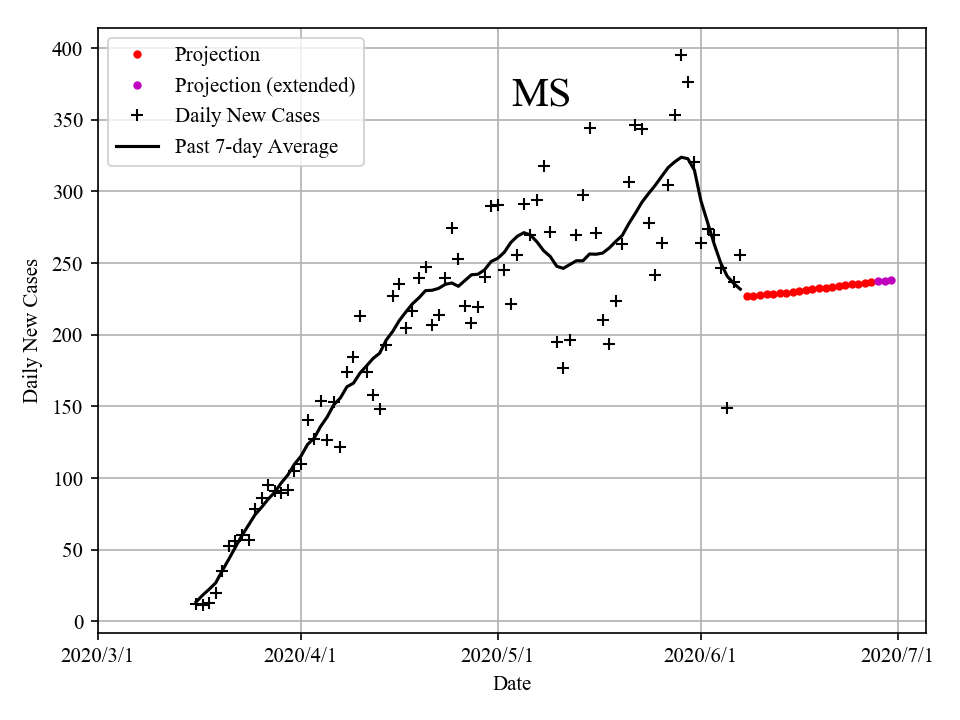 Projection
Projection (extended)
Daily New Cases
Past 7-day Average
MS
400
350
300
250
200
150
100
50
0
Daily New Cases
2020/3/1 2020/4/1 2020/5/1 2020/6/1 2020/7/1
Date